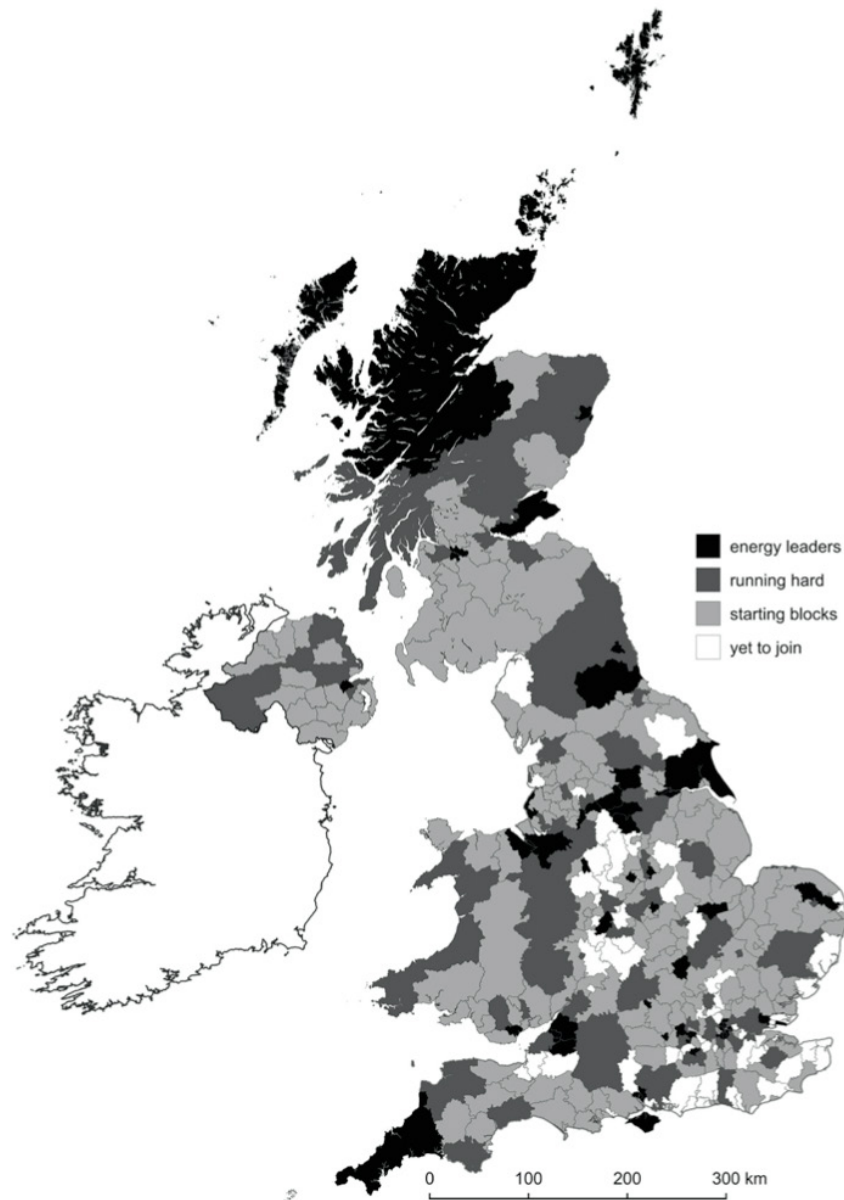 energy leaders
running hard
starting blocks
yet to join
0 100 200 300 km